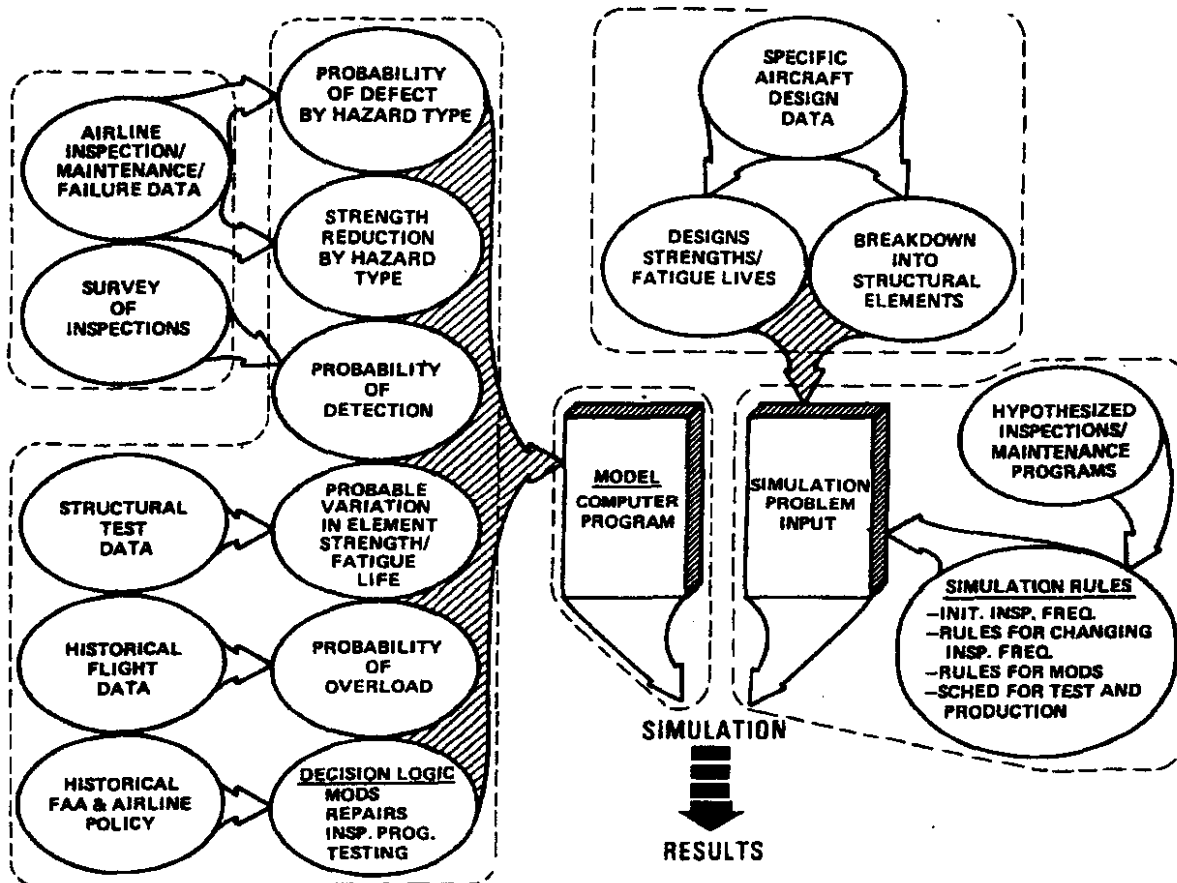 PROBABILITY
OF DEFECT
BY HAZARD TYPE
AIRLINE
INSPECTION/
MAINTENANCE/
FAILURE DATA
STRENGTH
REDUCTION
BY HAZARD
TYPE
SURVEY
OF
INSPECTIONS
PROBABILITY
OF
DETECTION
STRUCTURAL
TEST
DATA
PROBABLE
VARIATION
IN ELEMENT
STRENGTH/
FATIGUE
LIFE
HISTORICAL
FLIGHT
DATA
PROBABILITY
OF
OVERLOAD
HISTORICAL
FAA & AIRLINE
POLICY
DECISION LOGIC
MODS
REPAIRS
INSP. PROG.
TESTING
SPECIFIC
AIRCRAFT
DESIGN
DATA
DESIGNS
STRENGTHS/
FATIGUE LIVES
BREAKDOWN
INTO
STRUCTURAL
ELEMENTS
MODEL
COMPUTER
PROGRAM
SIMULATION
PROBLEM
INPUT
HYPOTHESIZED
INSPECTIONS/
MAINTENANCE
PROGRAMS
SIMULATION RULES
–INIT. INSP. FREQ.
–RULES FOR CHANGING
INSP. FREQ.
–RULES FOR MODS
–SCHED FOR TEST AND
PRODUCTION
SIMULATION
RESULTS